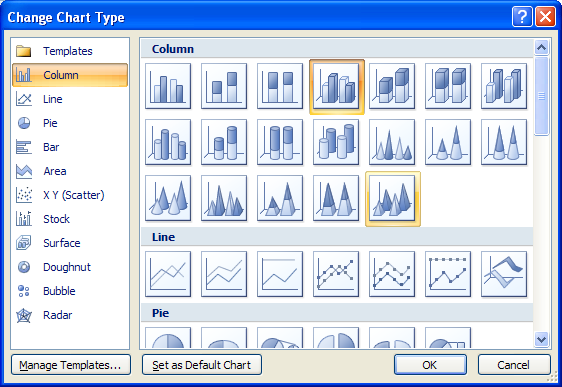 Change Chart Type
Templates
Column
Line
Pie
Bar
Area
X Y (Scatter)
Stock
Surface
Doughnut
Bubble
Radar
Column
Line
Pie
Manage Templates...
Set as Default Chart
OK
Cancel